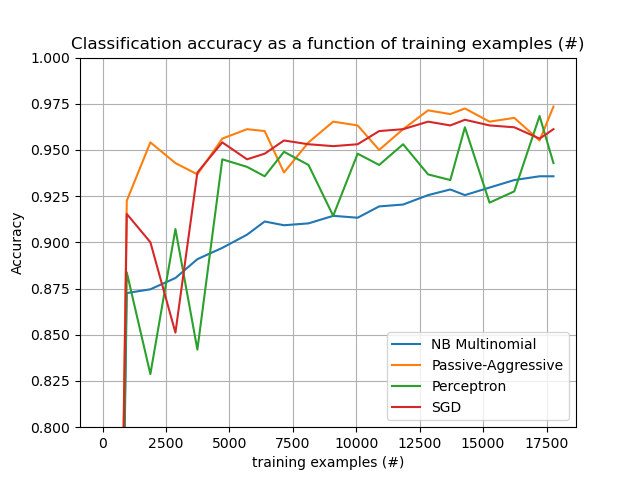 Classification accuracy as a function of training examples (#)
1.000
0.975
0.950
0.925
0.900
0.875
0.850
0.825
0.800
Accuracy
NB Multinomial
Passive-Aggressive
Perceptron
SGD
0 2500 5000 7500 10000 12500 15000 17500
training examples (#)